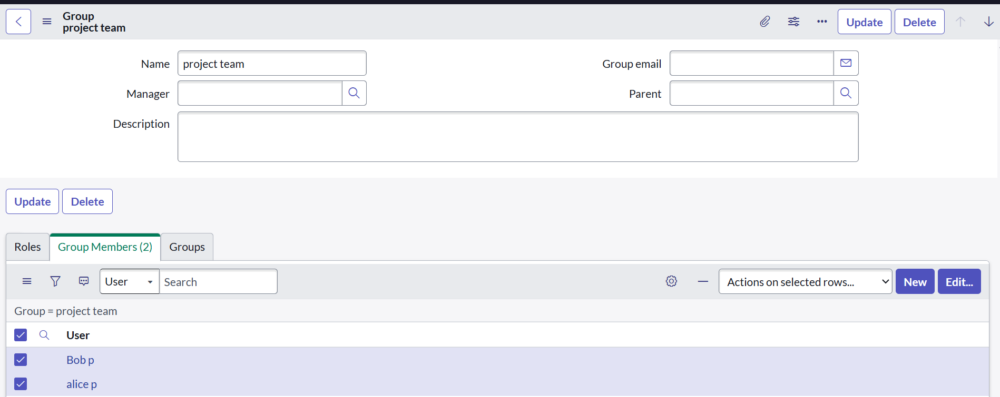 Group
project team
Update
Delete
Name
project team
Group email
Manager
Parent
Description
Update
Delete
Roles
Group Members (2)
Groups
User
Search
Actions on selected rows...
New
Edit...
Group = project team
User
Bob p
alice p